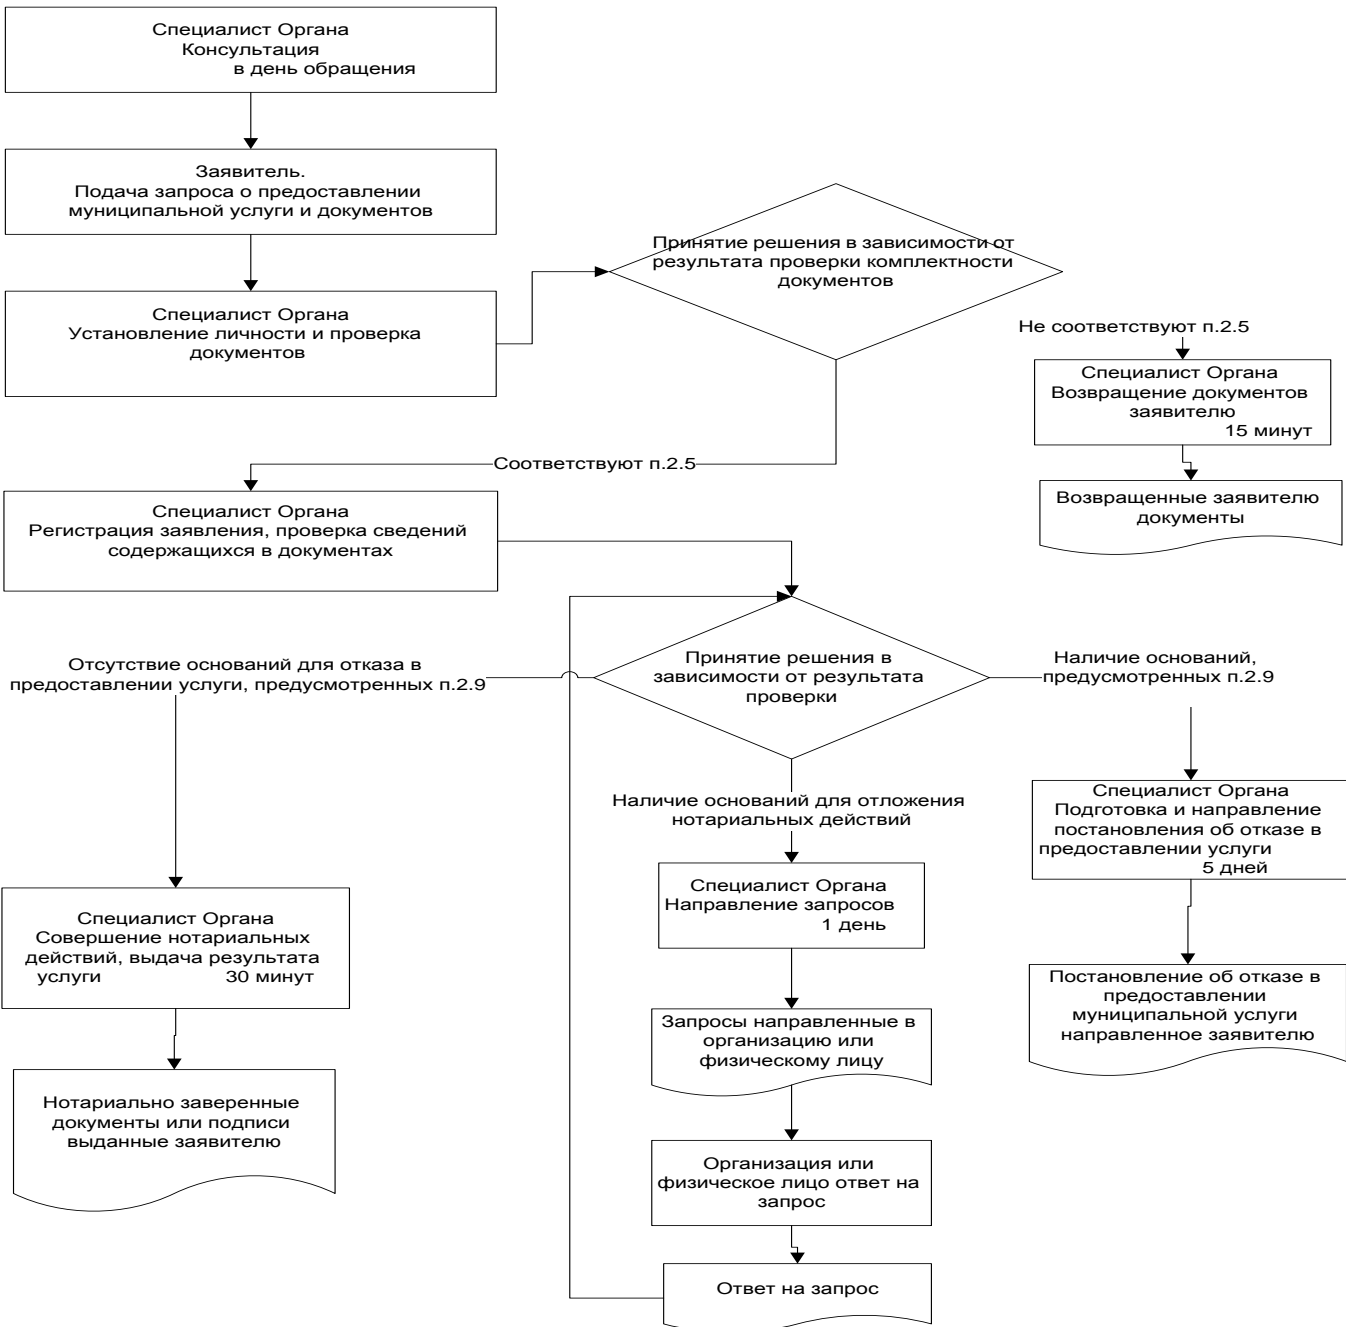 Специалист Органа
Консультация
в день обращения
Заявитель.
Подача запроса о предоставлении
муниципальной услуги и документов
Специалист Органа
Установление личности и проверка
документов
Принятие решения в зависимости от
результата проверки комплектности
документов
Не соответствуют п.2.5
Специалист Органа
Возвращение документов
заявителю
15 минут
Возвращенные заявителю
документы
Соответствуют п.2.5
Специалист Органа
Регистрация заявления, проверка сведений
содержащихся в документах
Принятие решения в
зависимости от результата
проверки
Отсутствие оснований для отказа в
предоставлении услуги, предусмотренных п.2.9
Наличие оснований,
предусмотренных п.2.9
Наличие оснований для отложения
нотариальных действий
Специалист Органа
Подготовка и направление
постановления об отказе в
предоставлении услуги
5 дней
Специалист Органа
Направление запросов
1 день
Специалист Органа
Совершение нотариальных
действий, выдача результата
услуги 30 минут
Постановление об отказе в
предоставлении
муниципальной услуги
направленное заявителю
Запросы направленные в
организацию или
физическому лицу
Нотариально заверенные
документы или подписи
выданные заявителю
Организация или
физическое лицо ответ на
запрос
Ответ на запрос